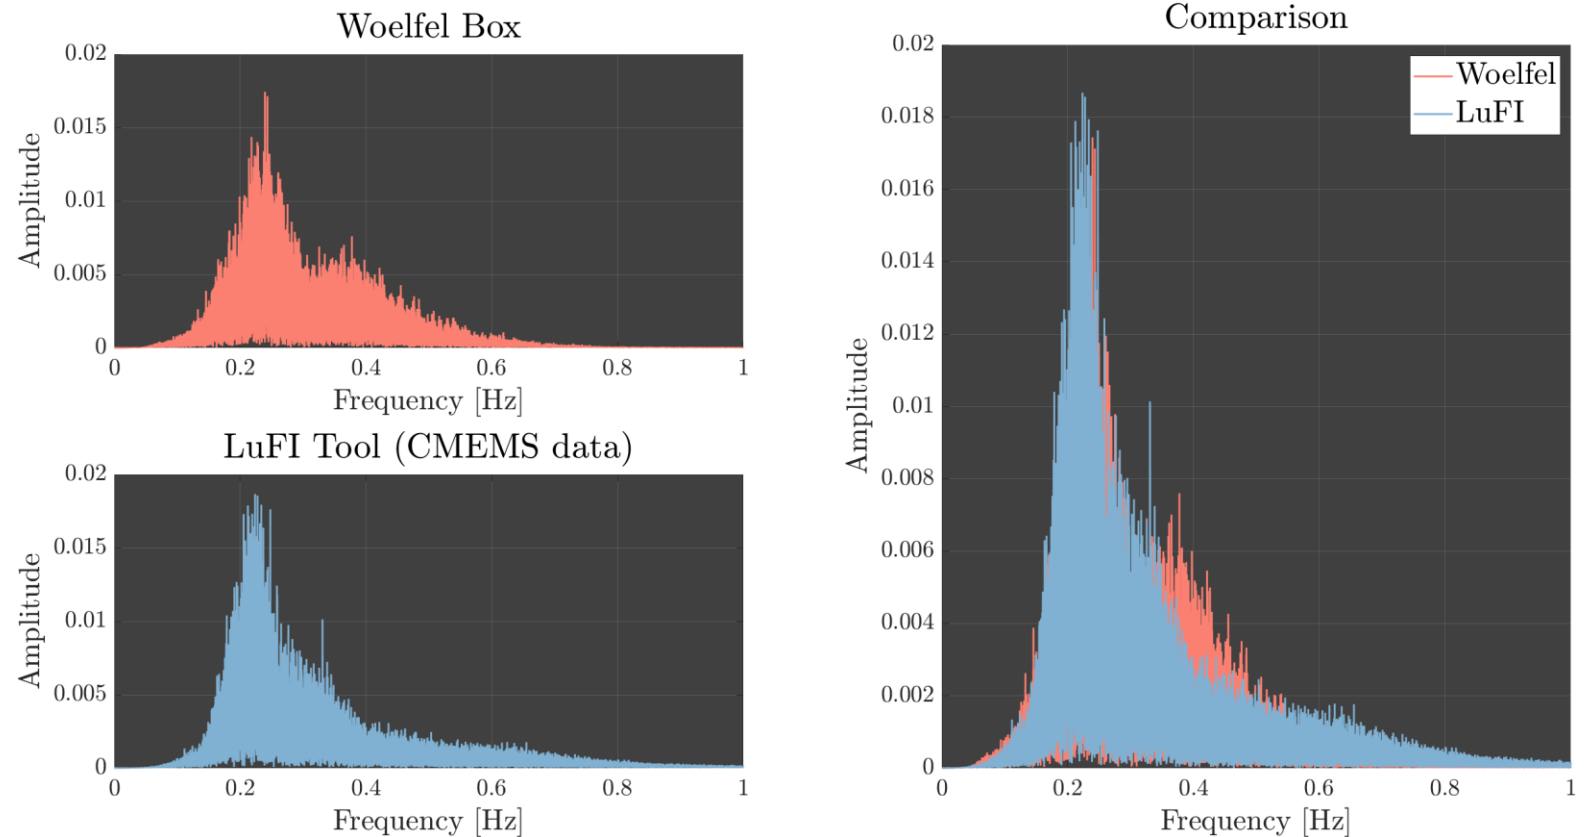 Woelfel Box
0.02
0.015
0.01
0.005
0
Amplitude
0 0.2 0.4 0.6 0.8 1
Frequency [Hz]
LuFI Tool (CMEMS data)
0.02
0.015
0.01
0.005
0
Amplitude
0 0.2 0.4 0.6 0.8 1
Frequency [Hz]
Comparison
0.02
0.018
0.016
0.014
0.012
0.01
0.008
0.006
0.004
0.002
0
Amplitude
Woelfel
LuFI
0 0.2 0.4 0.6 0.8 1
Frequency [Hz]